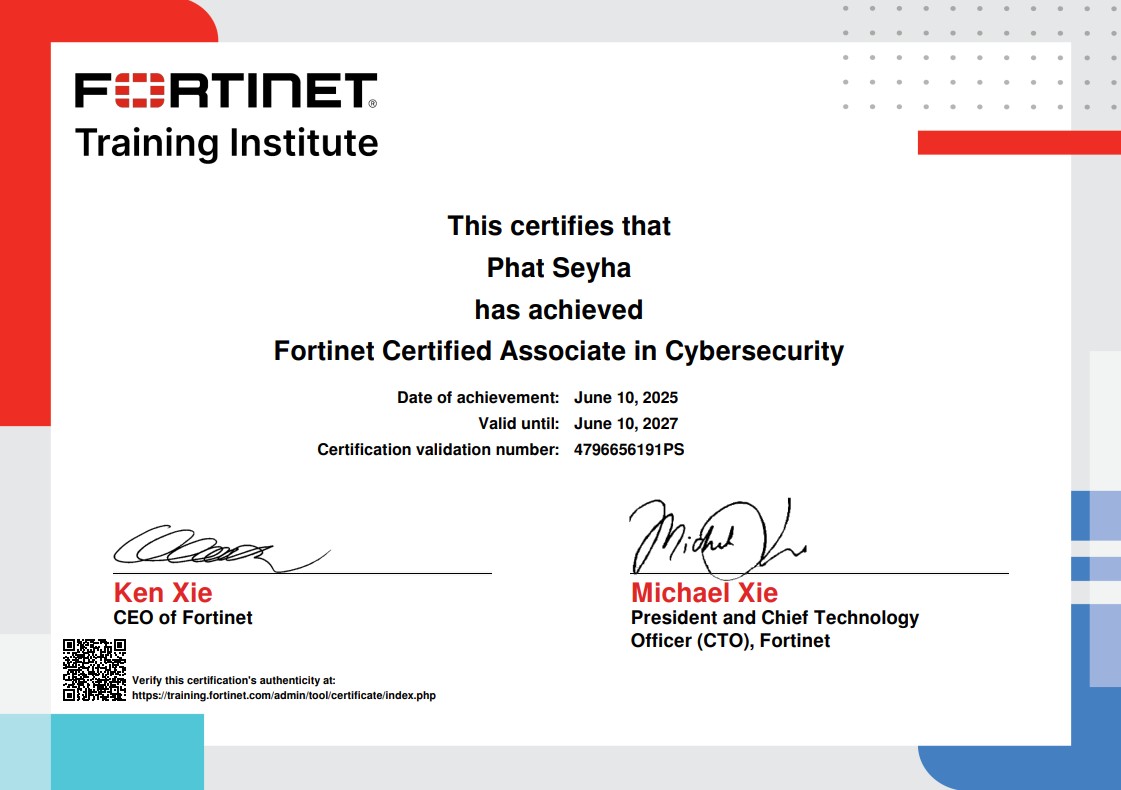 FORTINET®
Training Institute
This certifies that
Phat Seyha
has achieved
Fortinet Certified Associate in Cybersecurity
Date of achievement: June 10, 2025
Valid until: June 10, 2027
Certification validation number: 4796656191PS
Ken Xie
CEO of Fortinet
Michael Xie
President and Chief Technology
Officer (CTO), Fortinet
Verify this certification's authenticity at:
https://training.fortinet.com/admin/tool/certificate/index.php